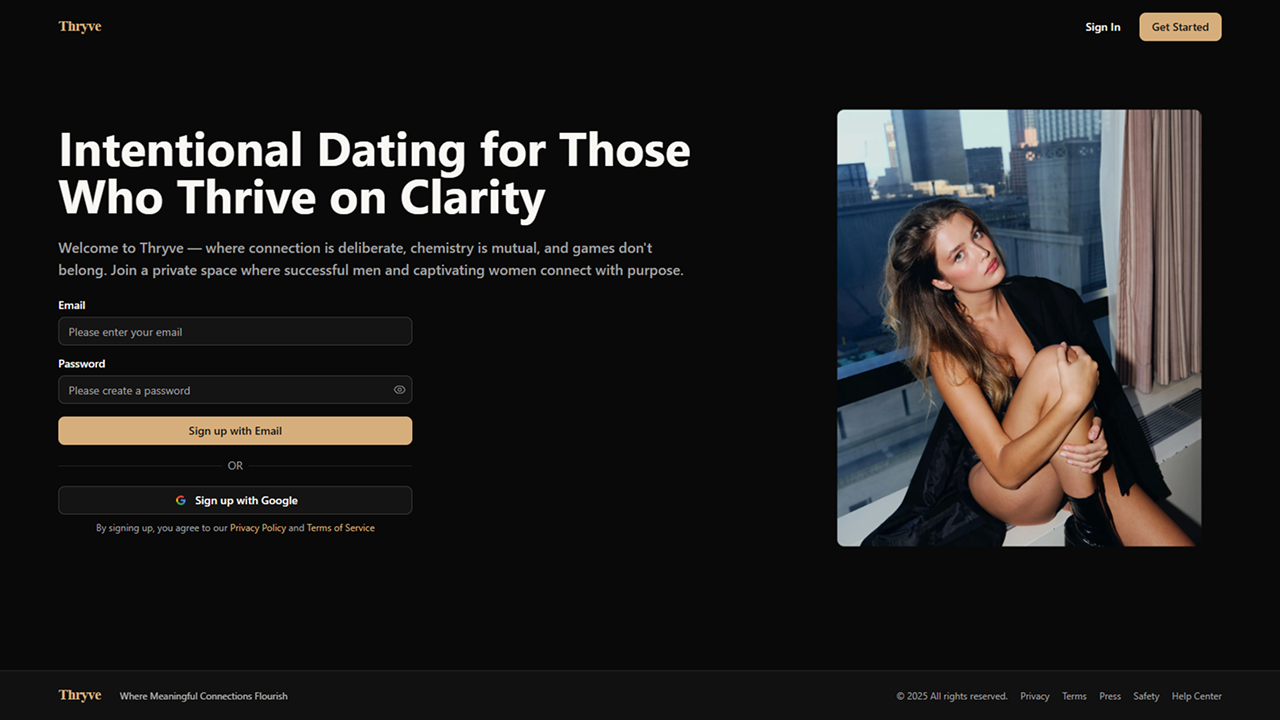 Thryve
Sign In
Get Started
Intentional Dating for Those
Who Thrive on Clarity
Welcome to Thryve — where connection is deliberate, chemistry is mutual, and games don't
belong. Join a private space where successful men and captivating women connect with purpose.
Email
Please enter your email
Password
Please create a password
Sign up with Email
OR
Sign up with Google
By signing up, you agree to our Privacy Policy and Terms of Service
Thryve
Where Meaningful Connections Flourish
© 2025 All rights reserved.
Privacy
Terms
Press
Safety
Help Center